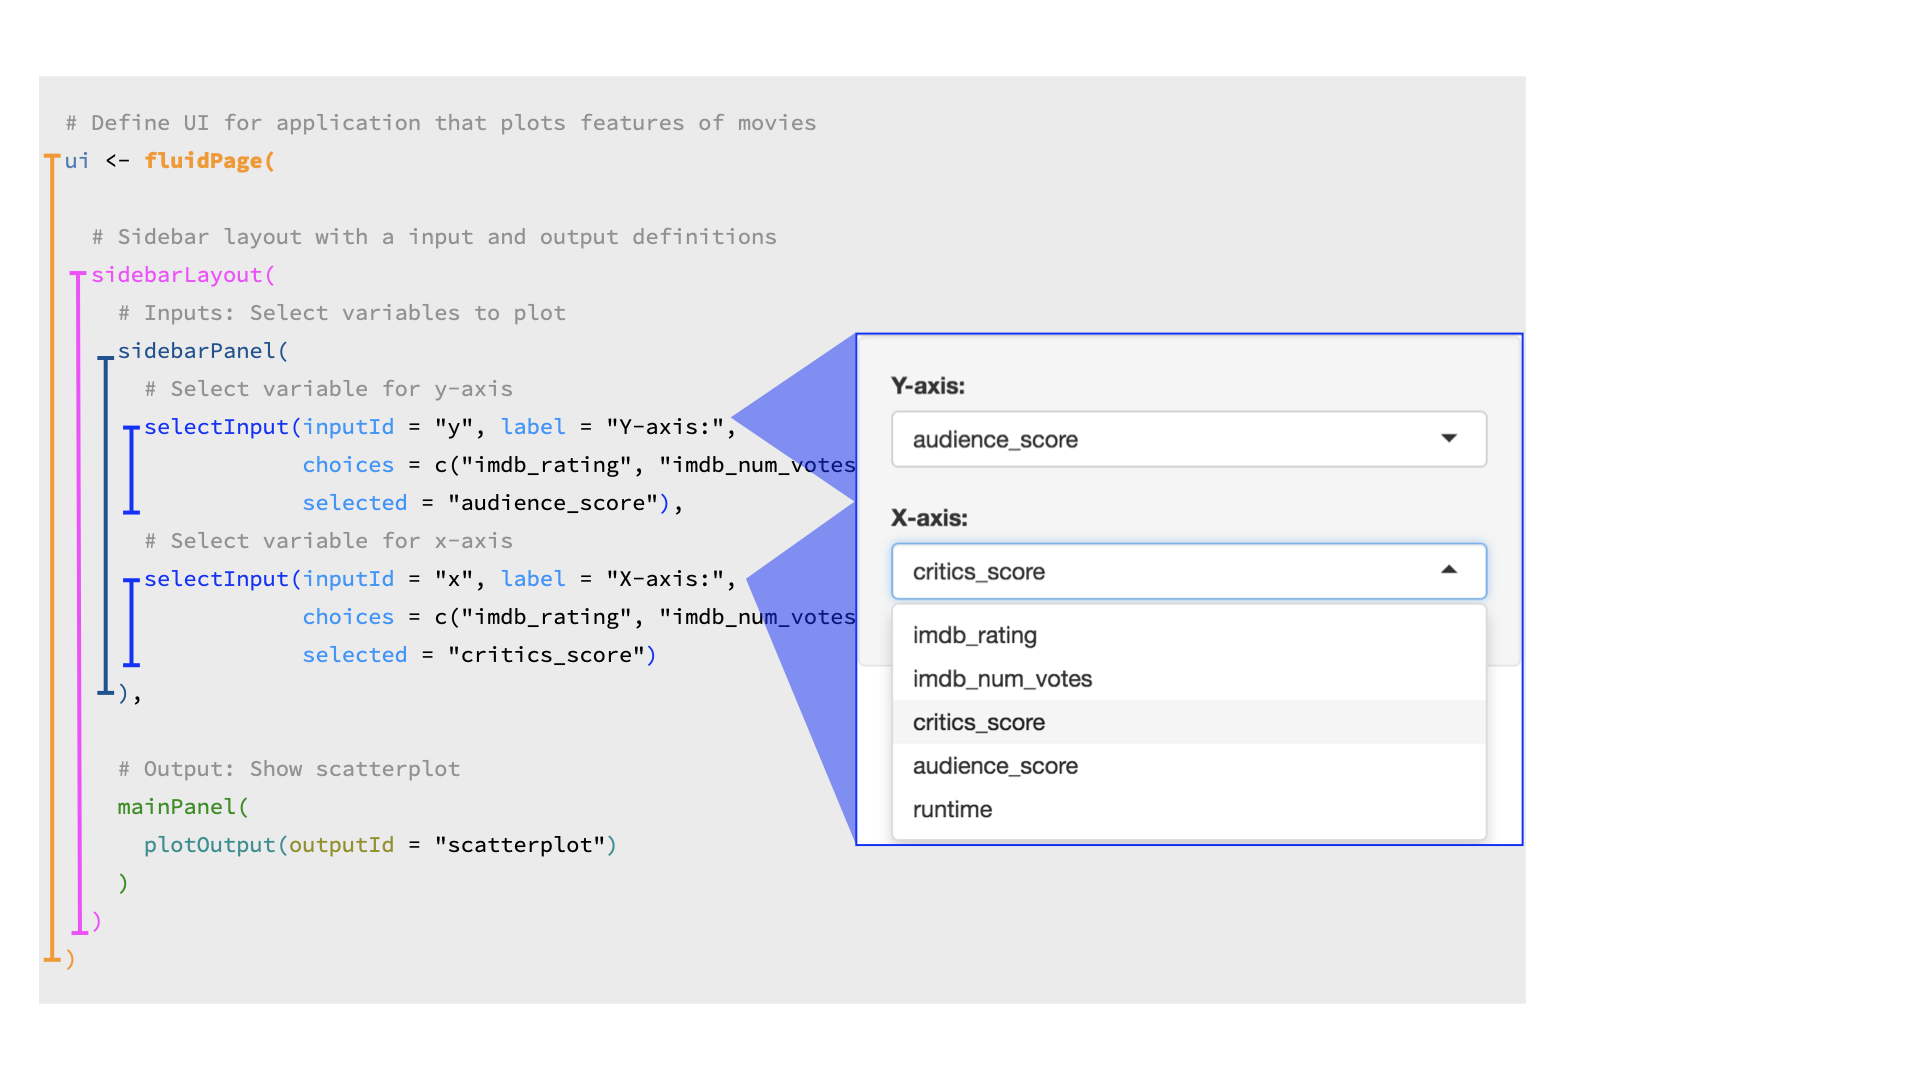 # Define UI for application that plots features of movies
ui <- fluidPage(
# Sidebar layout with a input and output definitions
sidebarLayout(
# Inputs: Select variables to plot
sidebarPanel(
# Select variable for y-axis
selectInput(inputId = "y", label = "Y-axis:",
choices = c("imdb_rating", "imdb_num_votes
selected = "audience_score"),
# Select variable for x-axis
selectInput(inputId = "x", label = "X-axis:",
choices = c("imdb_rating", "imdb_num_votes
selected = "critics_score")
),
# Output: Show scatterplot
mainPanel(
plotOutput(outputId = "scatterplot")
)
)
)
Y-axis:
audience_score
X-axis:
critics_score
imdb_rating
imdb_num_votes
critics_score
audience_score
runtime